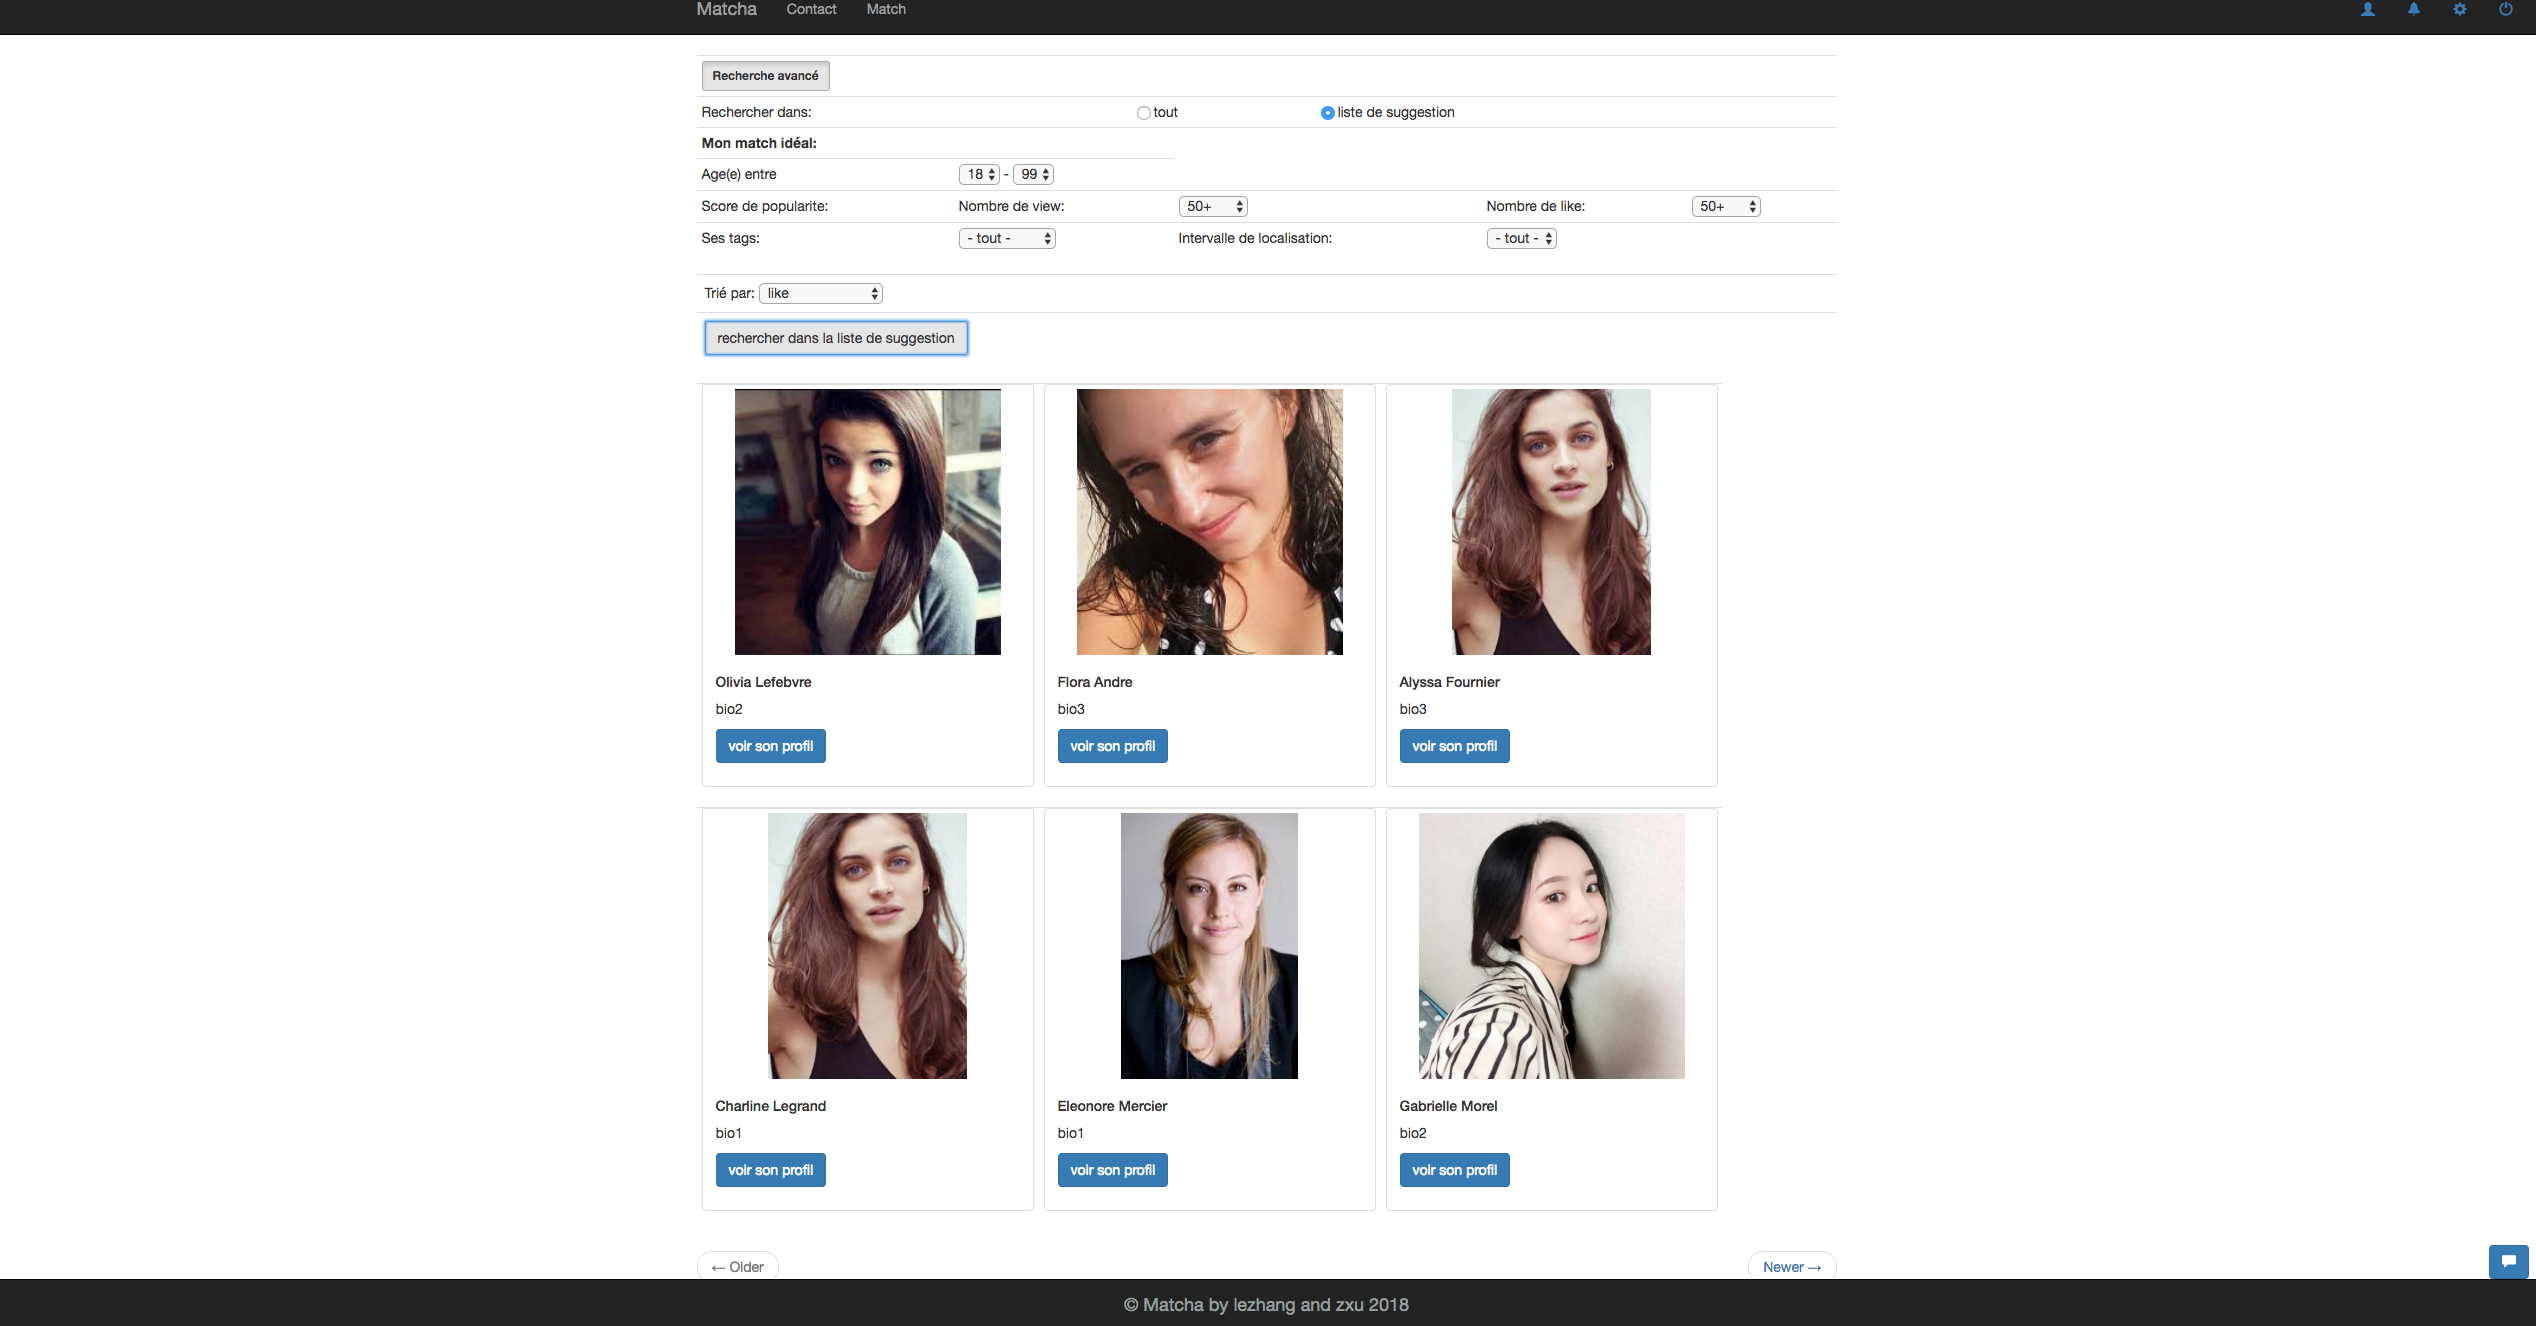 Matcha Contact Match
Recherche avancé
Rechercher dans: tout liste de suggestion
Mon match idéal:
Age(e) entre 18 - 99
Score de popularite: Nombre de view: 50+ Nombre de like: 50+
Ses tags: - tout - Intervalle de localisation: - tout -
Trié par: like
rechercher dans la liste de suggestion
Olivia Lefebvre Flora Andre Alyssa Fournier
bio2 bio3 bio3
voir son profil voir son profil voir son profil
Charline Legrand Eleonore Mercier Gabrielle Morel
bio1 bio1 bio2
voir son profil voir son profil voir son profil
← Older Newer →
© Matcha by lezhang and zxu 2018